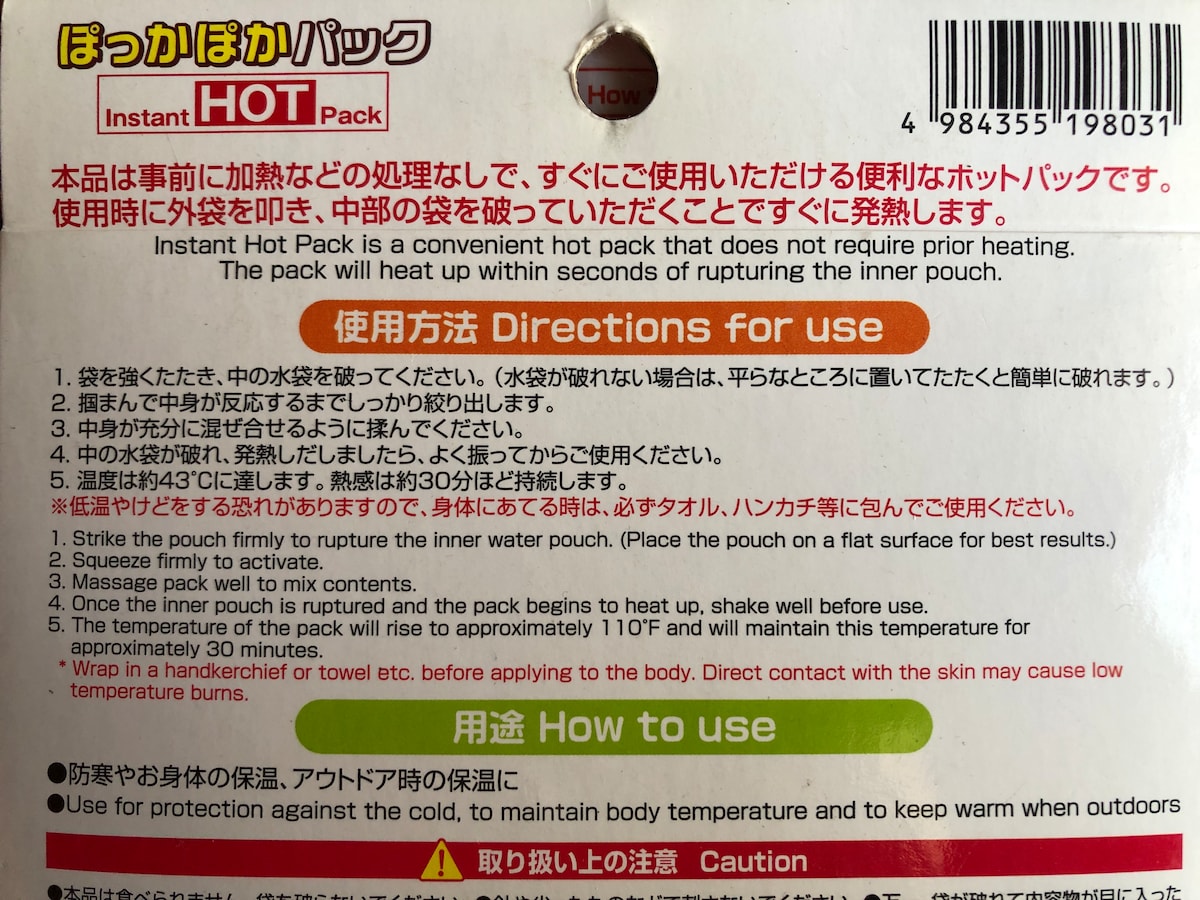 ぽっかぽかパック
Instant HOT Pack
How
4 984355 198031
本品は事前に加熱などの処理なしで、すぐにご使用いただける便利なホットパックです。
使用時に外袋を叩き、中部の袋を破っていただくことですぐに発熱します。
Instant Hot Pack is a convenient hot pack that does not require prior heating.
The pack will heat up within seconds of rupturing the inner pouch.
使用方法 Directions for use
1. 袋を強くたたき、中の水袋を破ってください。（水袋が破れない場合は、平らなところに置いてたたくと簡単に破れます。）
2. 掴まんで中身が反応するまでしっかり絞り出します。
3. 中身が充分に混ぜ合せるように揉んでください。
4. 中の水袋が破れ、発熱しだしましたら、よく振ってからご使用ください。
5. 温度は約43℃に達します。熱感は約30分ほど持続します。
※低温やけどをする恐れがありますので、身体にあてる時は、必ずタオル、ハンカチ等に包んでご使用ください。
1. Strike the pouch firmly to rupture the inner water pouch. (Place the pouch on a flat surface for best results.)
2. Squeeze firmly to activate.
3. Massage pack well to mix contents.
4. Once the inner pouch is ruptured and the pack begins to heat up, shake well before use.
5. The temperature of the pack will rise to approximately 110°F and will maintain this temperature for
approximately 30 minutes.
* Wrap in a handkerchief or towel etc. before applying to the body. Direct contact with the skin may cause low
temperature burns.
用途 How to use
●防寒やお身体の保温、アウトドア時の保温に
●Use for protection against the cold, to maintain body temperature and to keep warm when outdoors
取り扱い上の注意 Caution
●本品は食べられません。袋を破らないでください。